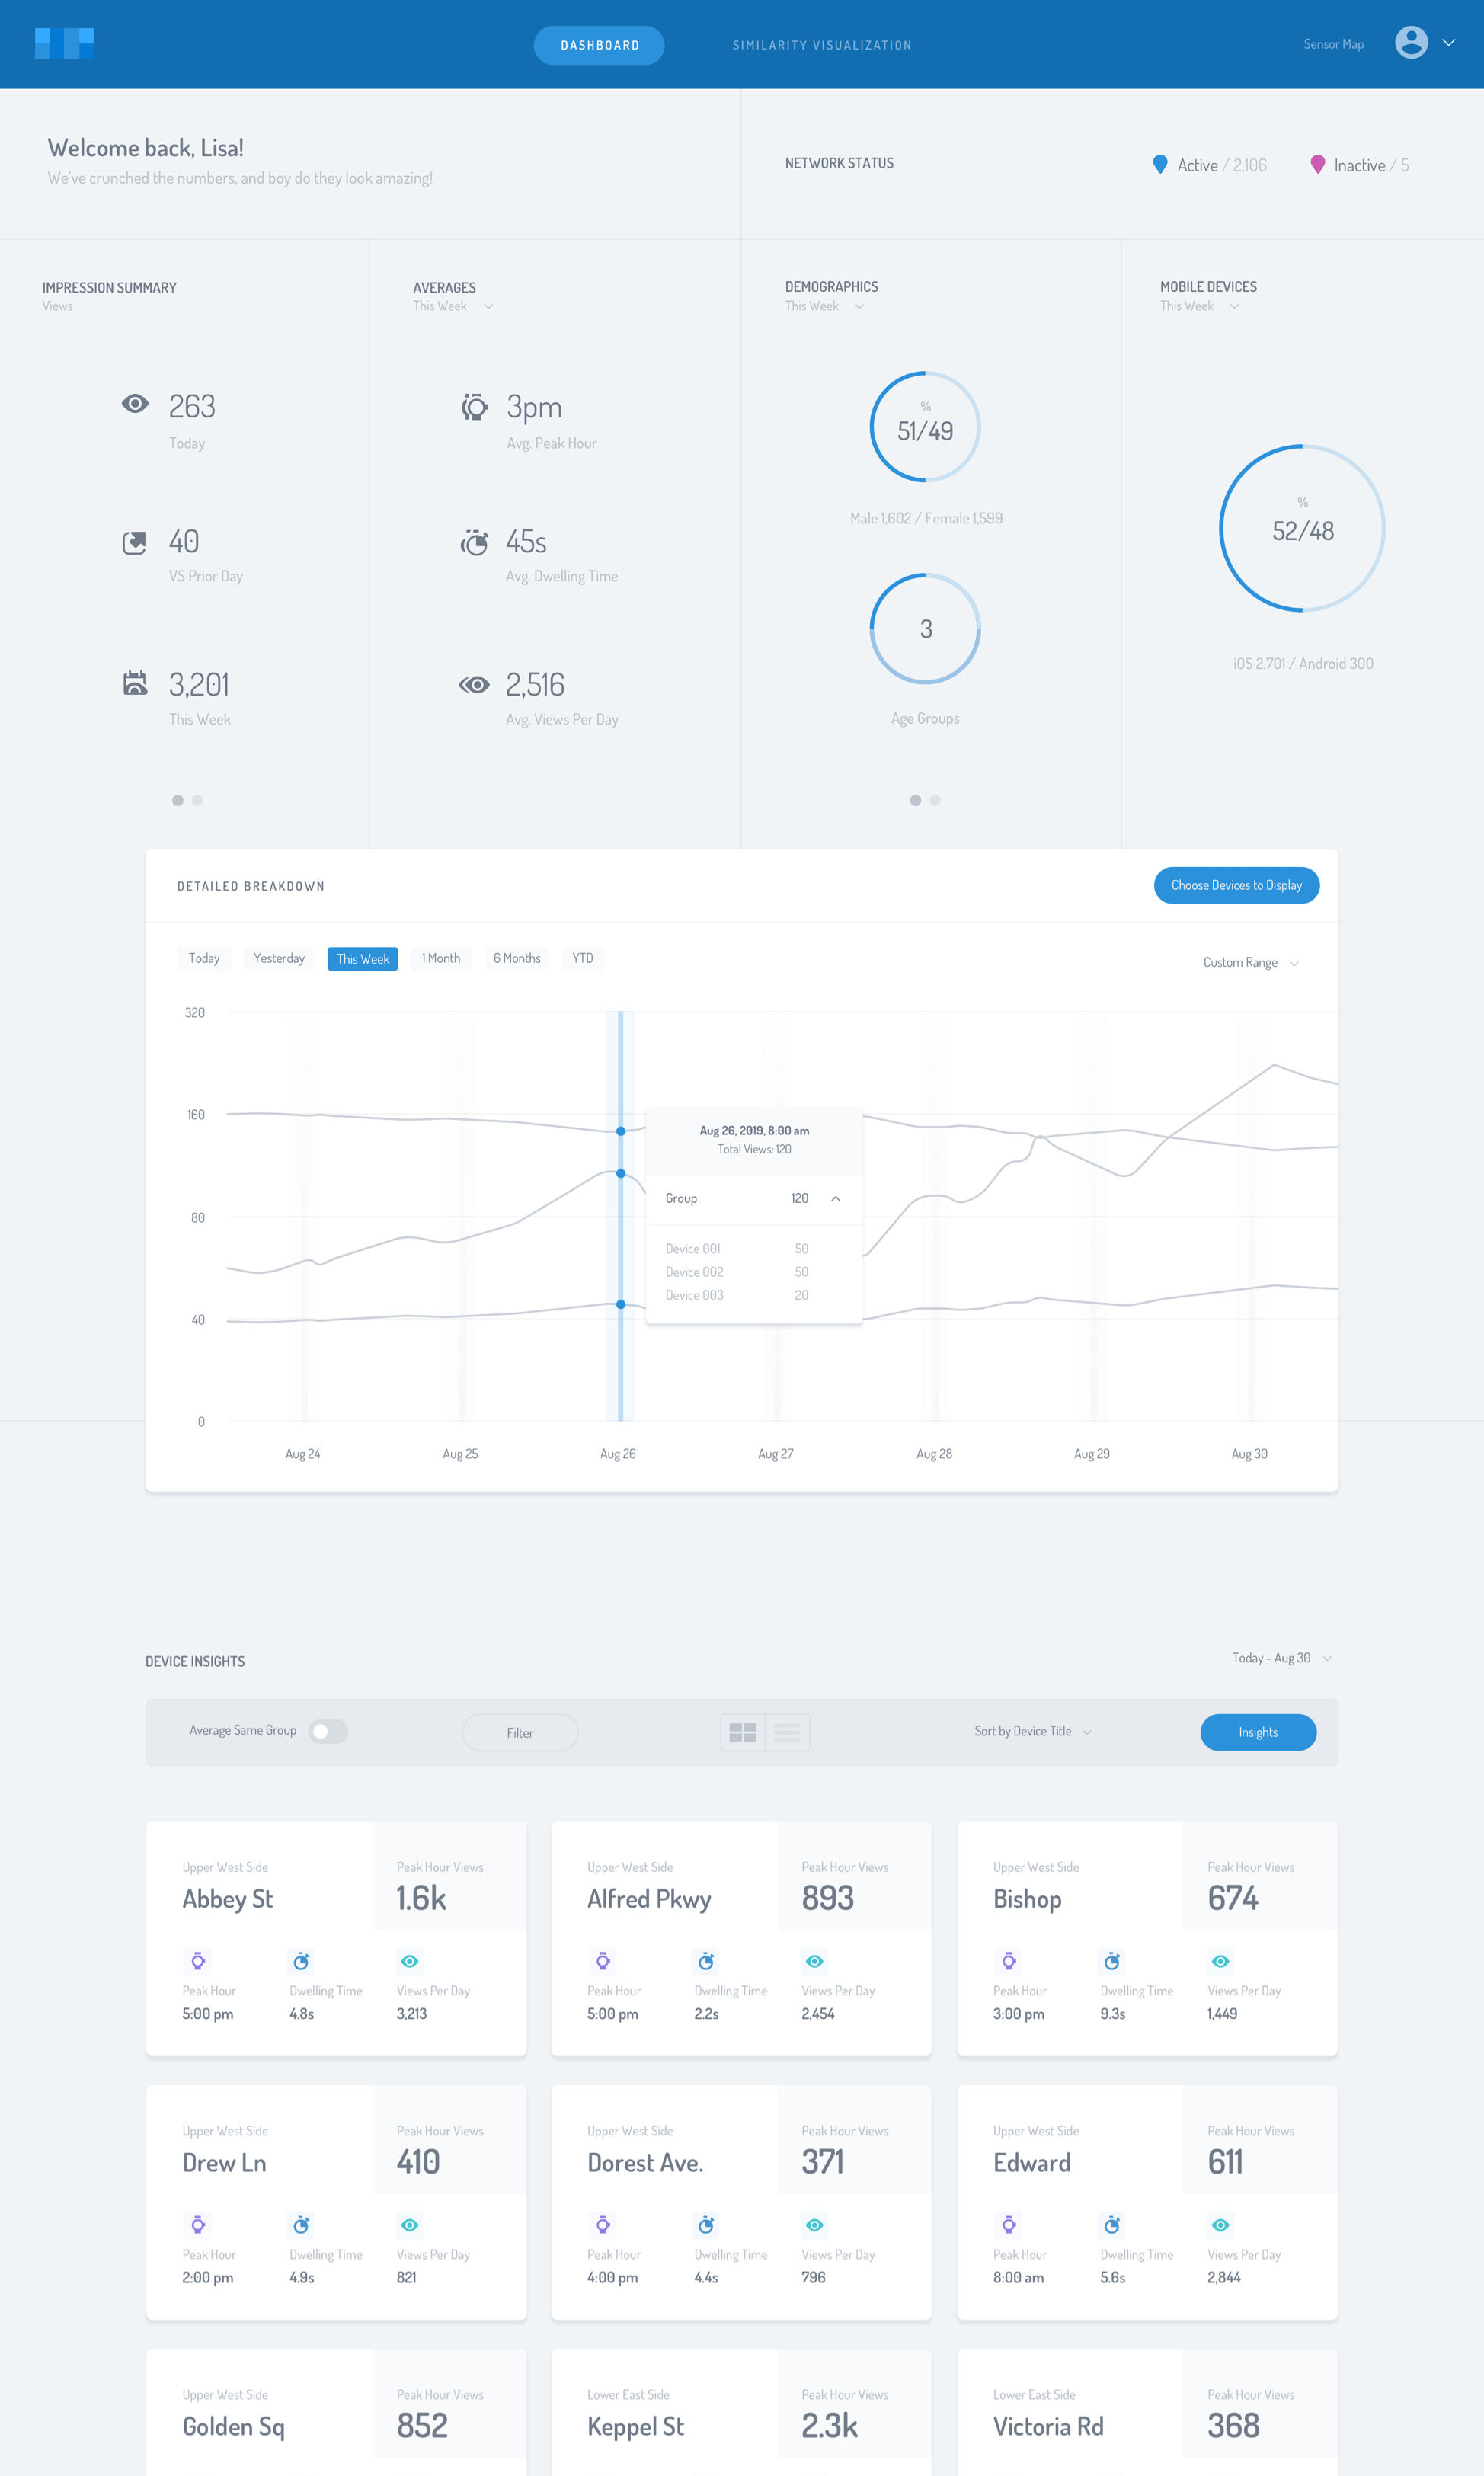 DASHBOARD
SIMILARITY VISUALIZATION
Sensor Map
Welcome back, Lisa!
We've crunched the numbers, and boy do they look amazing!
NETWORK STATUS
Active / 2,106
Inactive / 5
IMPRESSION SUMMARY
Views
263
Today
40
VS Prior Day
3,201
This Week
AVERAGES
This Week
3pm
Avg. Peak Hour
45s
Avg. Dwelling Time
2,516
Avg. Views Per Day
DEMOGRAPHICS
This Week
%
51/49
Male 1,602 / Female 1,599
3
Age Groups
MOBILE DEVICES
This Week
%
52/48
iOS 2,701 / Android 300
DETAILED BREAKDOWN
Choose Devices to Display
Today
Yesterday
This Week
1 Month
6 Months
YTD
Custom Range
320
160
80
40
0
Aug 26, 2019, 8:00 am
Total Views: 120
Group 120
Device 001 50
Device 002 50
Device 003 20
Aug 24
Aug 25
Aug 26
Aug 27
Aug 28
Aug 29
Aug 30
DEVICE INSIGHTS
Today - Aug 30
Average Same Group
Filter
Sort by Device Title
Insights
Upper West Side
Abbey St
Peak Hour Views
1.6k
Peak Hour
5:00 pm
Dwelling Time
4.8s
Views Per Day
3,213
Upper West Side
Alfred Pkwy
Peak Hour Views
893
Peak Hour
5:00 pm
Dwelling Time
2.2s
Views Per Day
2,454
Upper West Side
Bishop
Peak Hour Views
674
Peak Hour
3:00 pm
Dwelling Time
9.3s
Views Per Day
1,449
Upper West Side
Drew Ln
Peak Hour Views
410
Peak Hour
2:00 pm
Dwelling Time
4.9s
Views Per Day
821
Upper West Side
Dorest Ave.
Peak Hour Views
371
Peak Hour
4:00 pm
Dwelling Time
4.4s
Views Per Day
796
Upper West Side
Edward
Peak Hour Views
611
Peak Hour
8:00 am
Dwelling Time
5.6s
Views Per Day
2,844
Upper West Side
Golden Sq
Peak Hour Views
852
Lower East Side
Keppel St
Peak Hour Views
2.3k
Lower East Side
Victoria Rd
Peak Hour Views
368